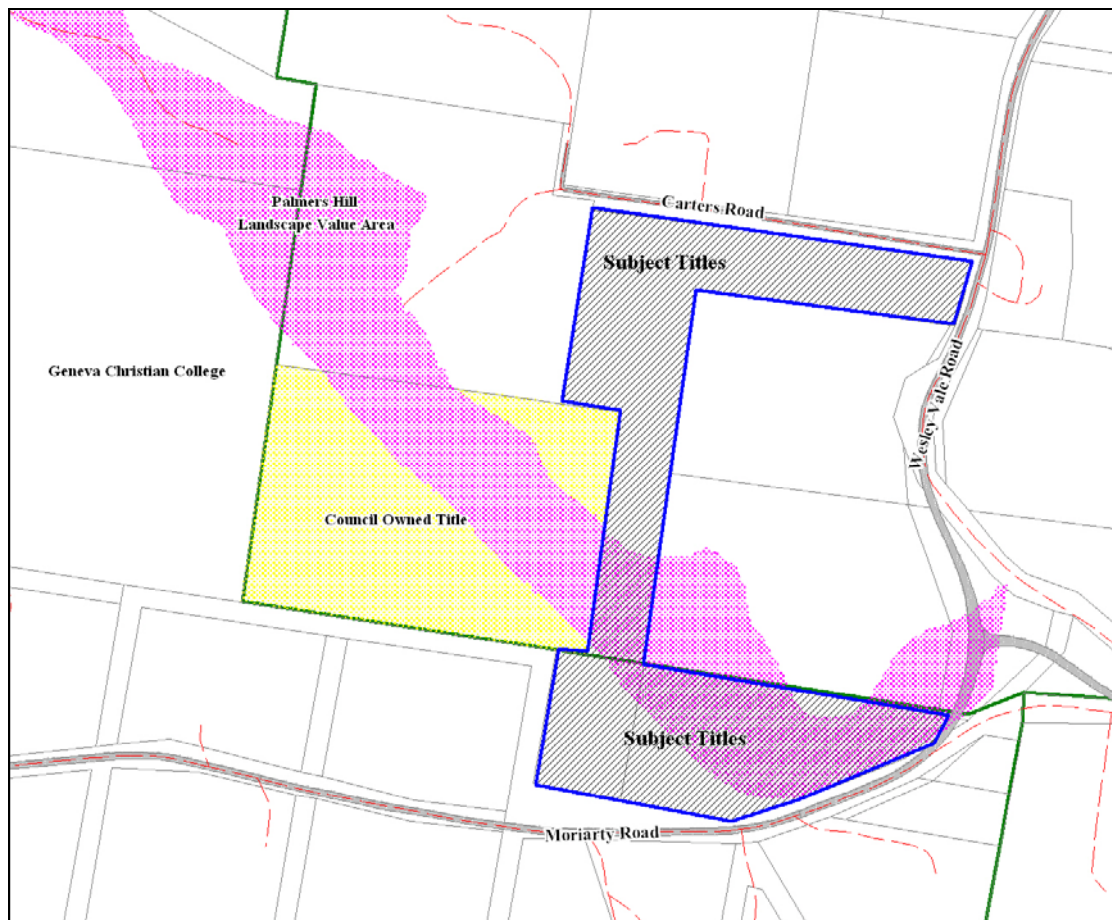 Palmers Hill
Landscape Value Area
Carters Road
Subject Titles
Geneva Christian College
Wesley Vale Road
Council Owned Title
Subject Titles
Moriarty Road